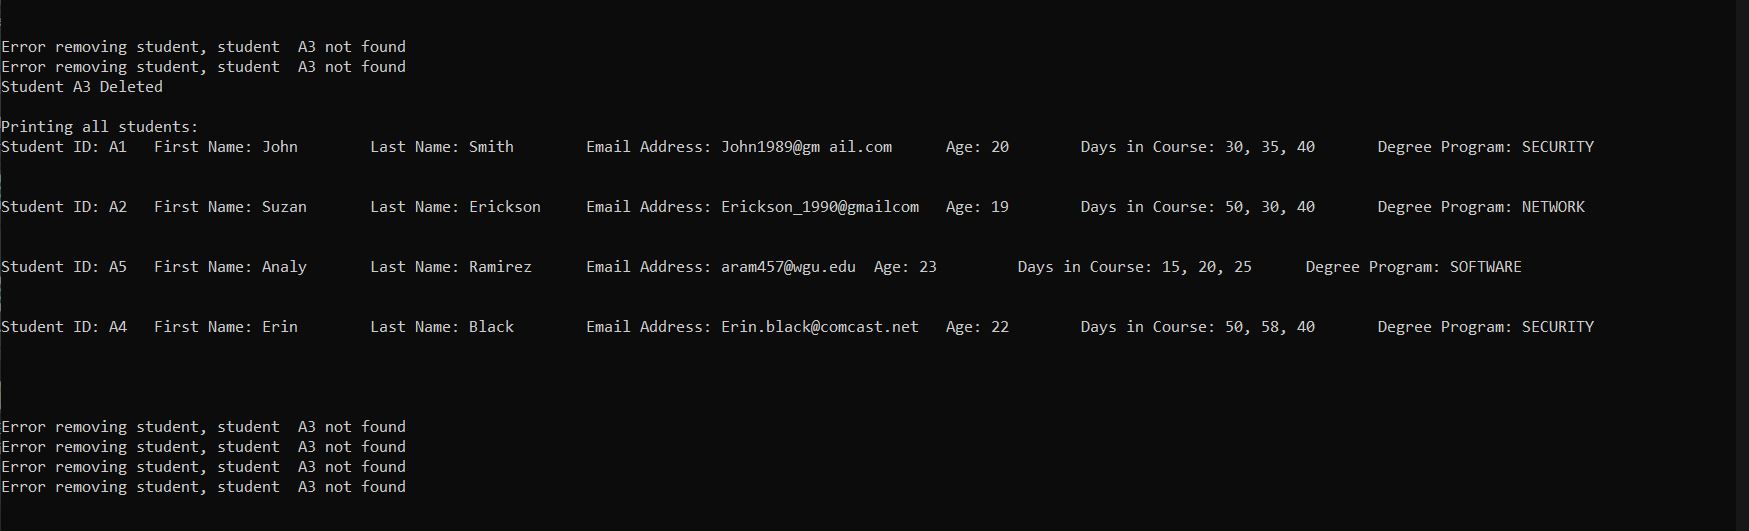 Error removing student, student  A3 not found
Error removing student, student  A3 not found
Student A3 Deleted
Printing all students:
Student ID: A1   First Name: John        Last Name: Smith        Email Address: John1989@gm ail.com      Age: 20        Days in Course: 30, 35, 40       Degree Program: SECURITY
Student ID: A2   First Name: Suzan       Last Name: Erickson     Email Address: Erickson_1990@gmailcom   Age: 19        Days in Course: 50, 30, 40       Degree Program: NETWORK
Student ID: A5   First Name: Analy       Last Name: Ramirez      Email Address: aram457@wgu.edu  Age: 23         Days in Course: 15, 20, 25      Degree Program: SOFTWARE
Student ID: A4   First Name: Erin        Last Name: Black        Email Address: Erin.black@comcast.net   Age: 22        Days in Course: 50, 58, 40       Degree Program: SECURITY
Error removing student, student  A3 not found
Error removing student, student  A3 not found
Error removing student, student  A3 not found
Error removing student, student  A3 not found